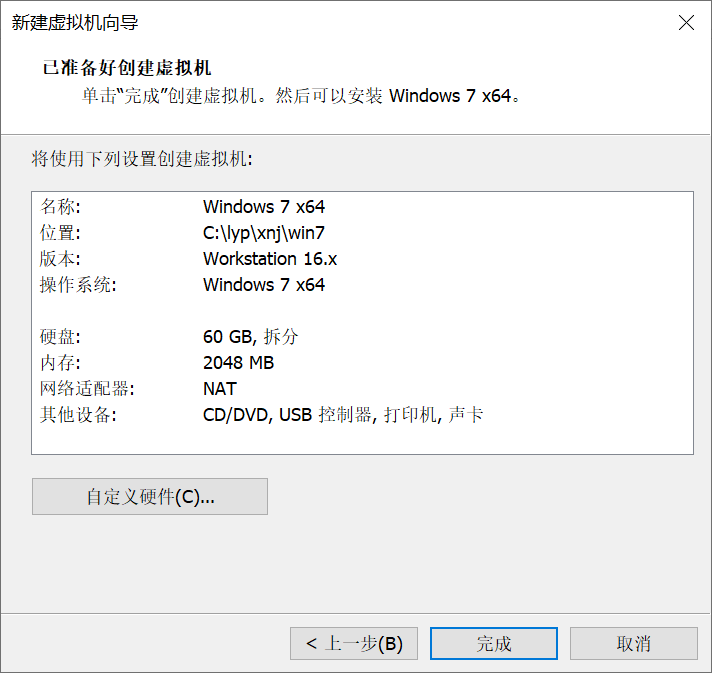 新建虚拟机向导
已准备好创建虚拟机
单击“完成”创建虚拟机。然后可以安装 Windows 7 x64。
将使用下列设置创建虚拟机:
名称: Windows 7 x64
位置: C:\lyp\xnj\win7
版本: Workstation 16.x
操作系统: Windows 7 x64
硬盘: 60 GB, 拆分
内存: 2048 MB
网络适配器: NAT
其他设备: CD/DVD, USB 控制器, 打印机, 声卡
自定义硬件(C)...
< 上一步(B) 完成 取消